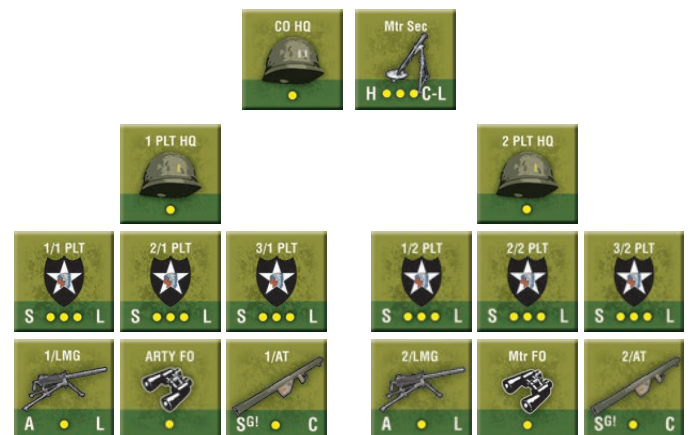 CO HQ
Mtr Sec
H C-L
1 PLT HQ
2 PLT HQ
1/1 PLT
2/1 PLT
3/1 PLT
1/2 PLT
2/2 PLT
3/2 PLT
S L
S L
S L
S L
S L
S L
1/LMG
ARTY FO
1/AT
2/LMG
Mtr FO
2/AT
A L
SG! C
A L
SG! C